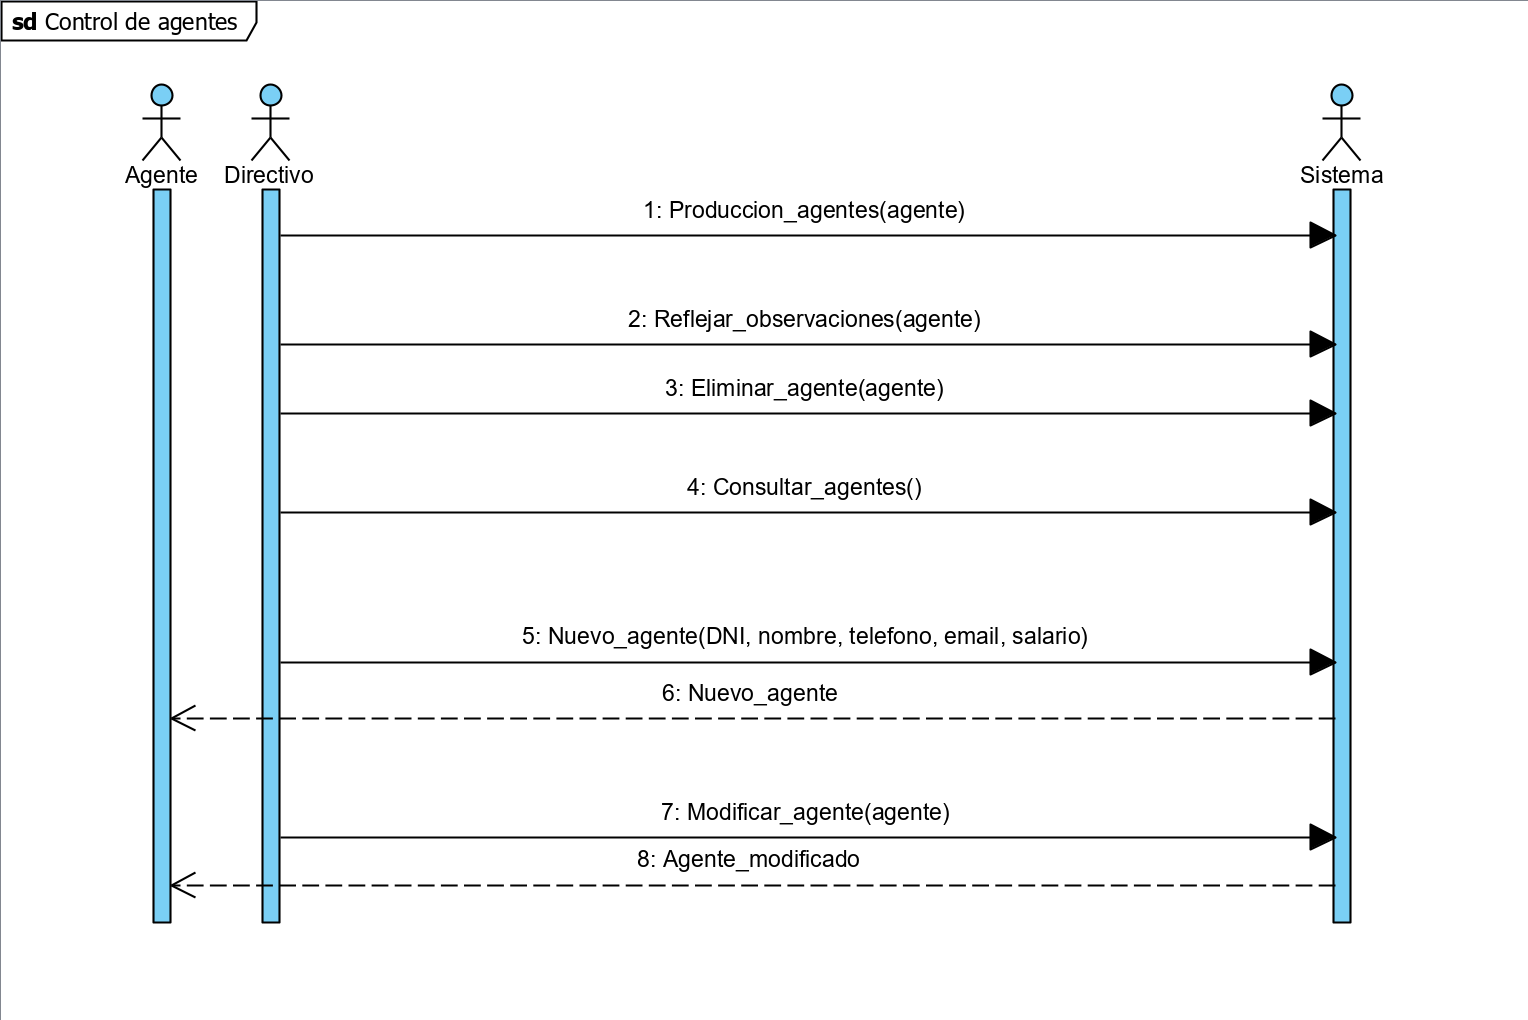 sd Control de agentes
Agente Directivo Sistema
1: Produccion_agentes(agente)
2: Reflejar_observaciones(agente)
3: Eliminar_agente(agente)
4: Consultar_agentes()
5: Nuevo_agente(DNI, nombre, telefono, email, salario)
6: Nuevo_agente
7: Modificar_agente(agente)
8: Agente_modificado